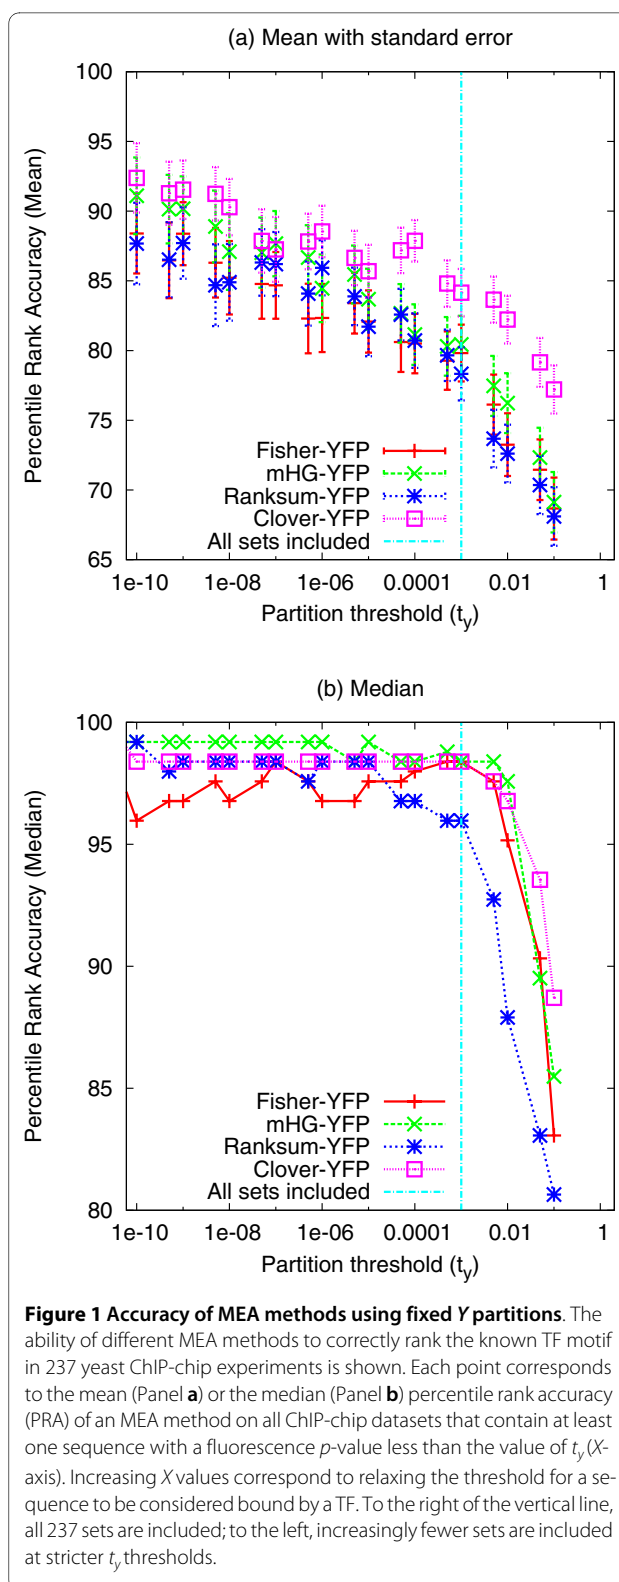 (a) Mean with standard error
100
95
90
85
80
75
70
65
Percentile Rank Accuracy (Mean)
Fisher-YFP
mHG-YFP
Ranksum-YFP
Clover-YFP
All sets included
1e-10 1e-08 1e-06 0.0001 0.01 1
Partition threshold (t_y)
(b) Median
100
95
90
85
80
Percentile Rank Accuracy (Median)
Fisher-YFP
mHG-YFP
Ranksum-YFP
Clover-YFP
All sets included
1e-10 1e-08 1e-06 0.0001 0.01 1
Partition threshold (t_y)
Figure 1 Accuracy of MEA methods using fixed Y partitions. The
ability of different MEA methods to correctly rank the known TF motif
in 237 yeast ChIP-chip experiments is shown. Each point corresponds
to the mean (Panel a) or the median (Panel b) percentile rank accuracy
(PRA) of an MEA method on all ChIP-chip datasets that contain at least
one sequence with a fluorescence p-value less than the value of t_y (X-
axis). Increasing X values correspond to relaxing the threshold for a se-
quence to be considered bound by a TF. To the right of the vertical line,
all 237 sets are included; to the left, increasingly fewer sets are included
at stricter t_y thresholds.